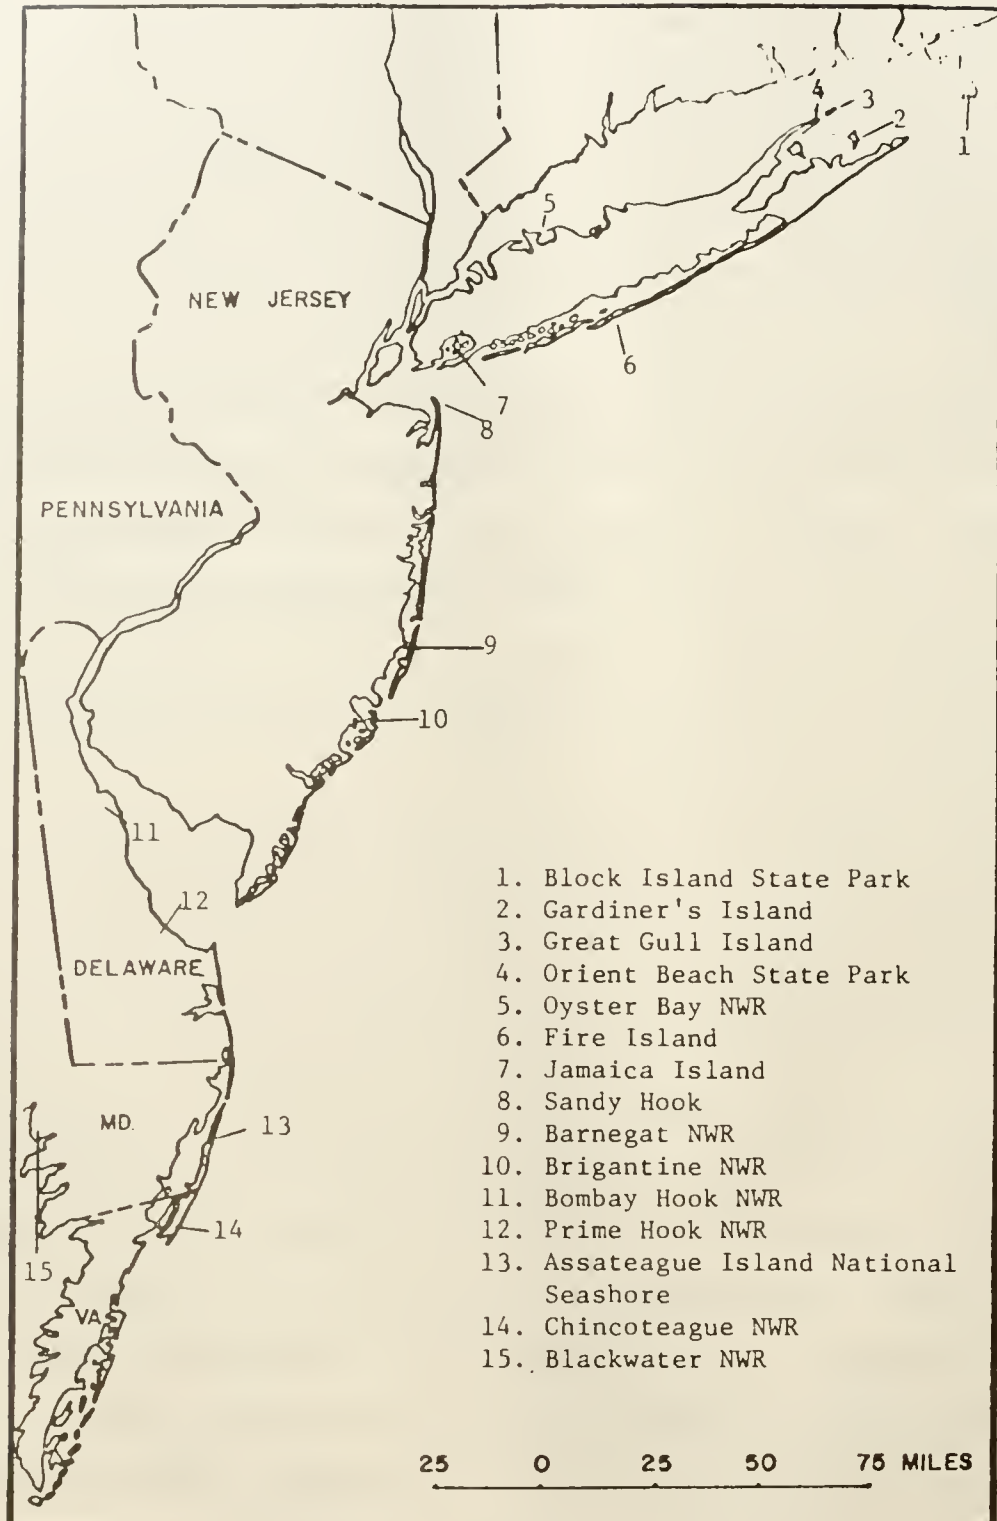 4
3
2
1
5
NEW JERSEY
6
7
8
PENNSYLVANIA
9
10
11
12
DELAWARE
MD.
13
14
15
VA.
1. Block Island State Park
2. Gardiner's Island
3. Great Gull Island
4. Orient Beach State Park
5. Oyster Bay NWR
6. Fire Island
7. Jamaica Island
8. Sandy Hook
9. Barnegat NWR
10. Brigantine NWR
11. Bombay Hook NWR
12. Prime Hook NWR
13. Assateague Island National
Seashore
14. Chincoteague NWR
15. Blackwater NWR
25 0 25 50 75 MILES